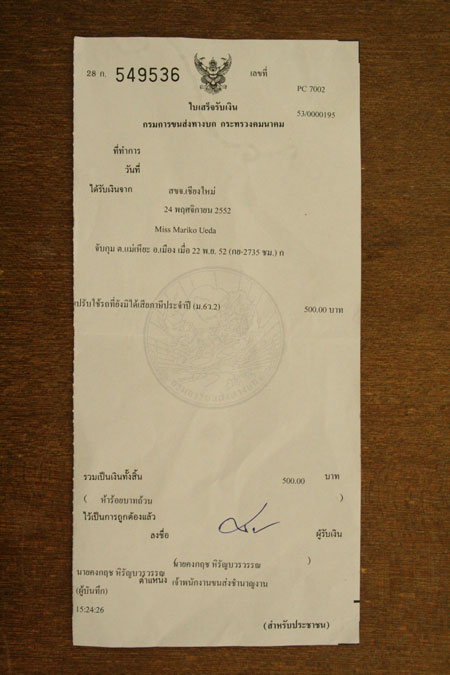 28 ก. 549536 เลขที่
PC 7002
ใบเสร็จรับเงิน 53/0000195
กรมการขนส่งทางบก กระทรวงคมนาคม
ที่ทำการ
วันที่
ได้รับเงินจาก สขจ.เชียงใหม่
24 พฤศจิกายน 2552
Miss Mariko Ueda
จับกุม ต.แม่เหียะ อ.เมือง เมื่อ 22 พ.ย. 52 (กย-2735 ชม.) ก
ปรับใช้รถที่ยังมิได้เสียภาษีประจำปี (ม.6ว.2) 500.00 บาท
รวมเป็นเงินทั้งสิ้น 500.00 บาท
( ห้าร้อยบาทถ้วน )
ไว้เป็นการถูกต้องแล้ว
ลงชื่อ ผู้รับเงิน
(นายคงกฤช หิรัญบวรวรรณ )
นายคงกฤช หิรัญบวรวรรณ
ตำแหน่ง เจ้าพนักงานขนส่งชำนาญงาน
(ผู้บันทึก)
15:24:26
(สำหรับประชาชน)